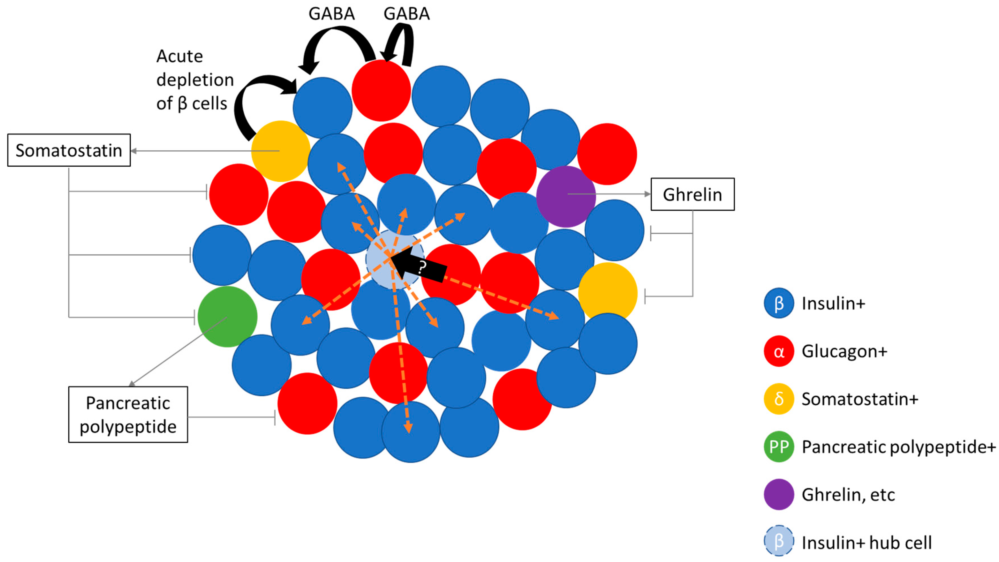 GABA
GABA
Acute
depletion
of β cells
Somatostatin
Ghrelin
?
Pancreatic
polypeptide
β Insulin+
α Glucagon+
δ Somatostatin+
PP Pancreatic polypeptide+
Ghrelin, etc
β Insulin+ hub cell